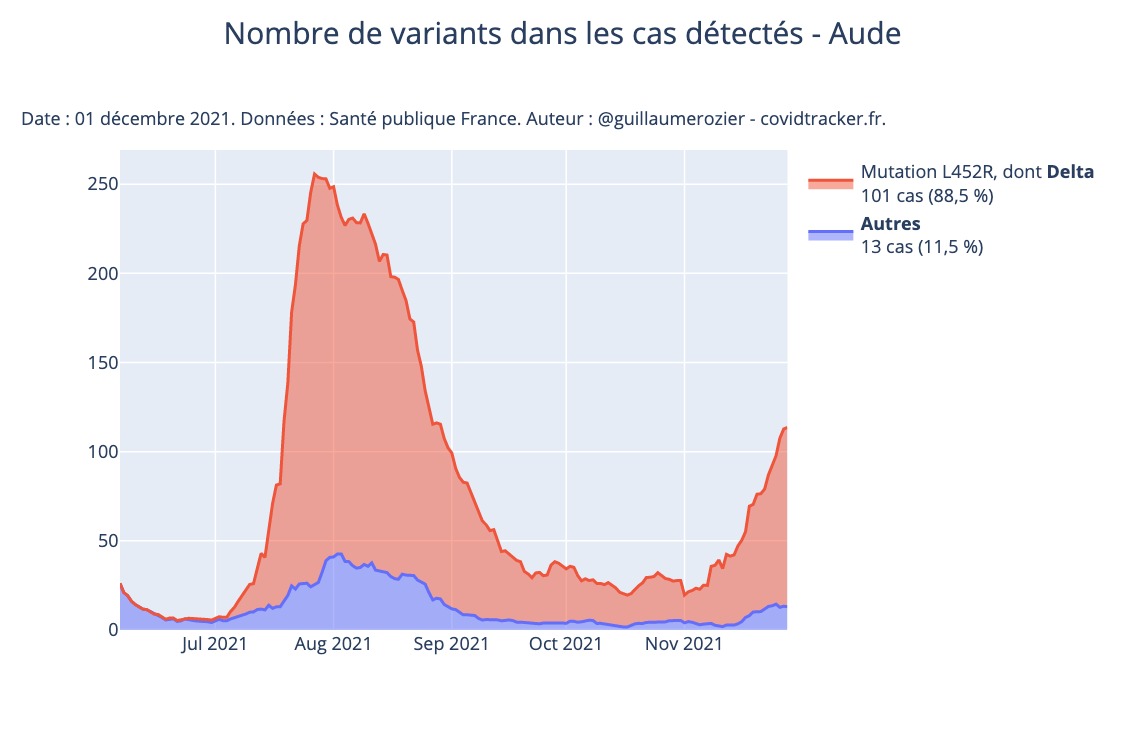 Nombre de variants dans les cas détectés - Aude
Date : 01 décembre 2021. Données : Santé publique France. Auteur : @guillaumerozier - covidtracker.fr.
Mutation L452R, dont Delta
101 cas (88,5 %)
Autres
13 cas (11,5 %)
250
200
150
100
50
0
Jul 2021
Aug 2021
Sep 2021
Oct 2021
Nov 2021